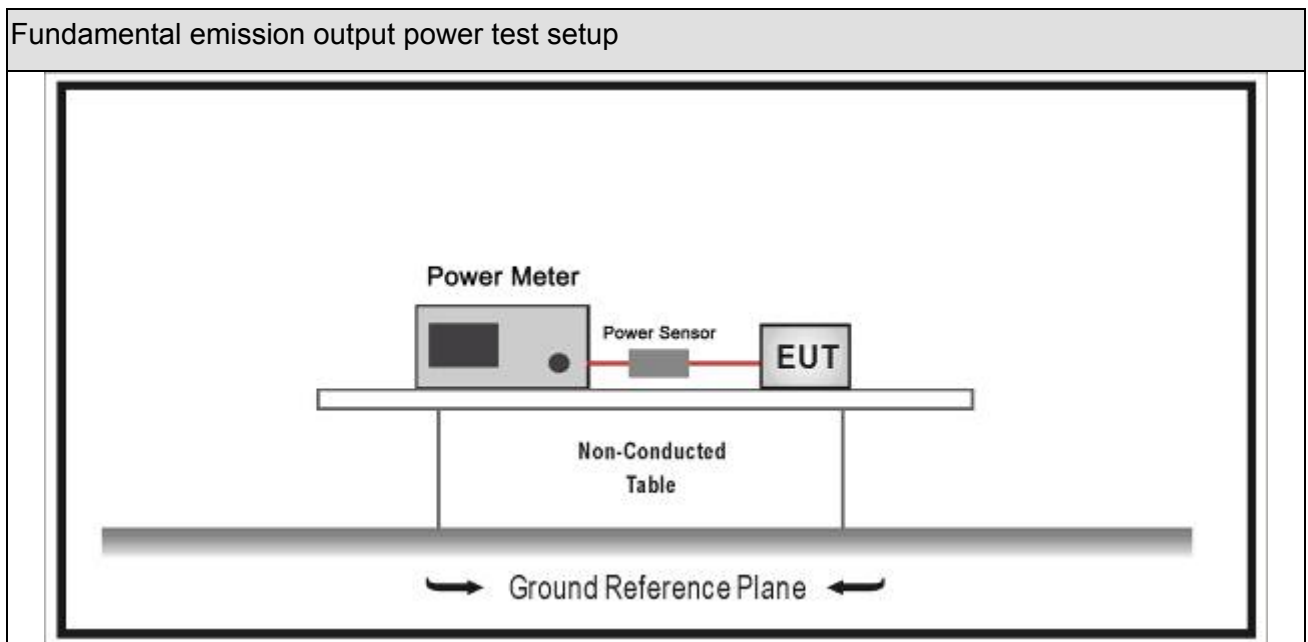 Fundamental emission output power test setup
Power Meter
Power Sensor
EUT
Non-Conducted
Table
Ground Reference Plane